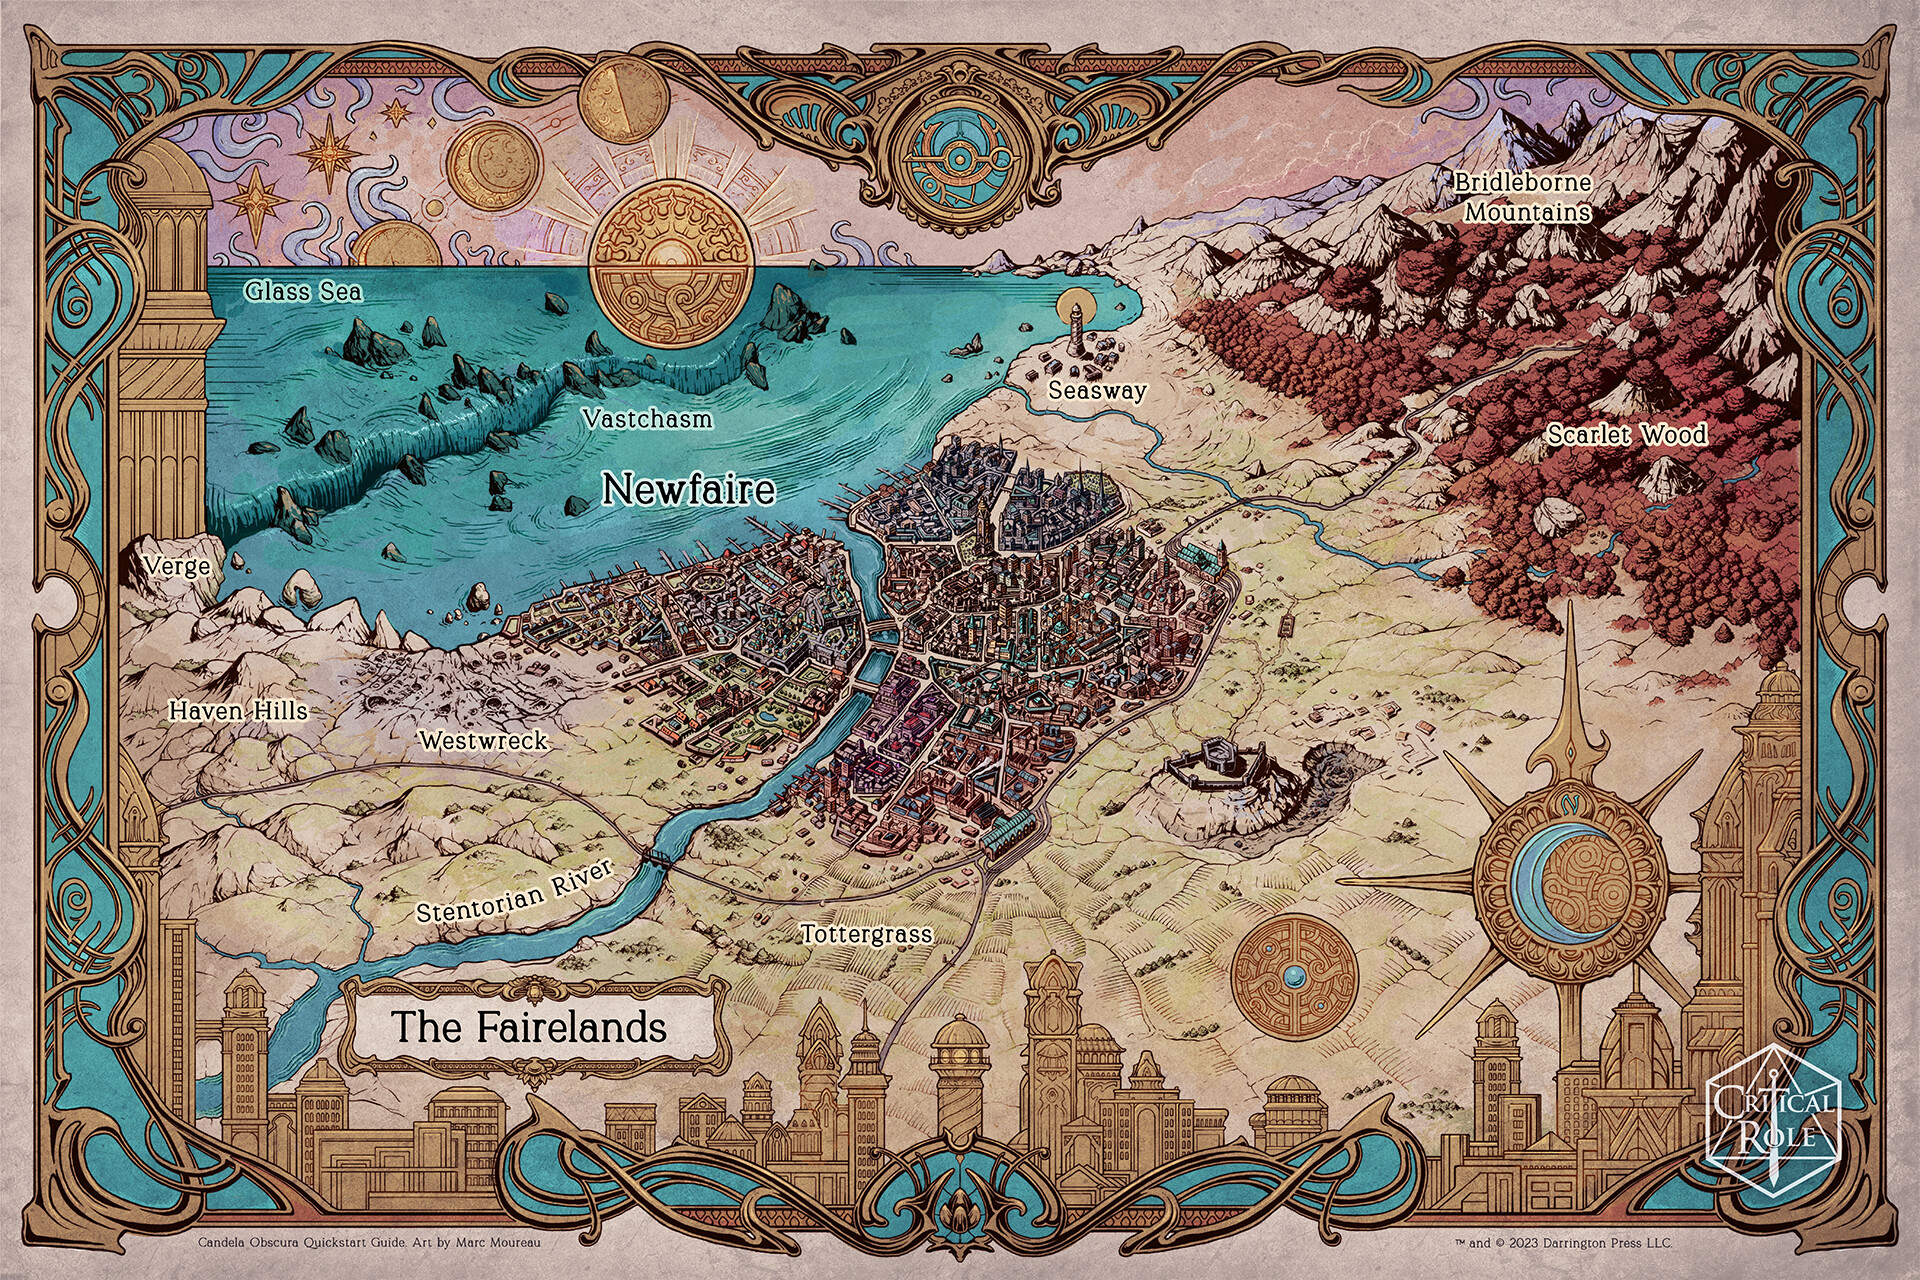 Bridleborne
Mountains
Glass Sea
Seasway
Vastchasm
Scarlet Wood
Newfaire
Verge
Haven Hills
Westwreck
N
Stentorian River
Tottergrass
The Fairelands
CRITICAL
ROLE
Candela Obscura Quickstart Guide. Art by Marc Moureau
™ and © 2023 Darrington Press LLC.